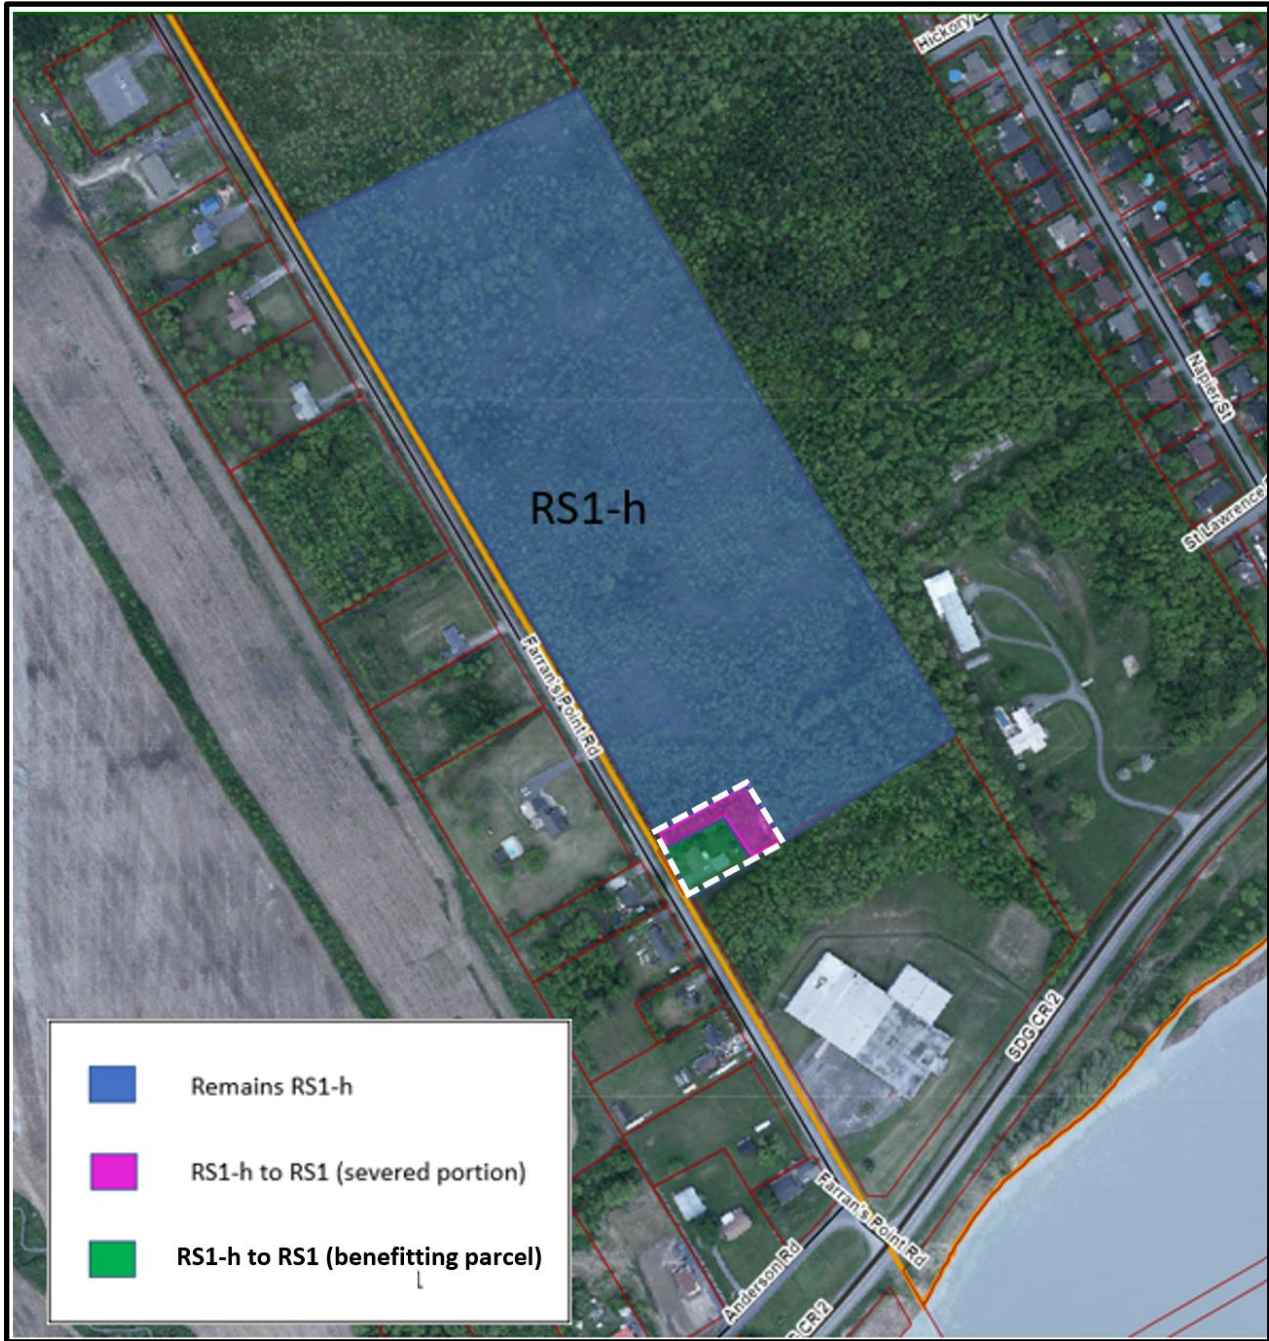 Hickory
Napier St
St Lawrence
RS1-h
Farran's Point Rd
SDG CR 2
Remains RS1-h
RS1-h to RS1 (severed portion)
RS1-h to RS1 (benefitting parcel)
Farran's Point Rd
Anderson Rd
CR 2